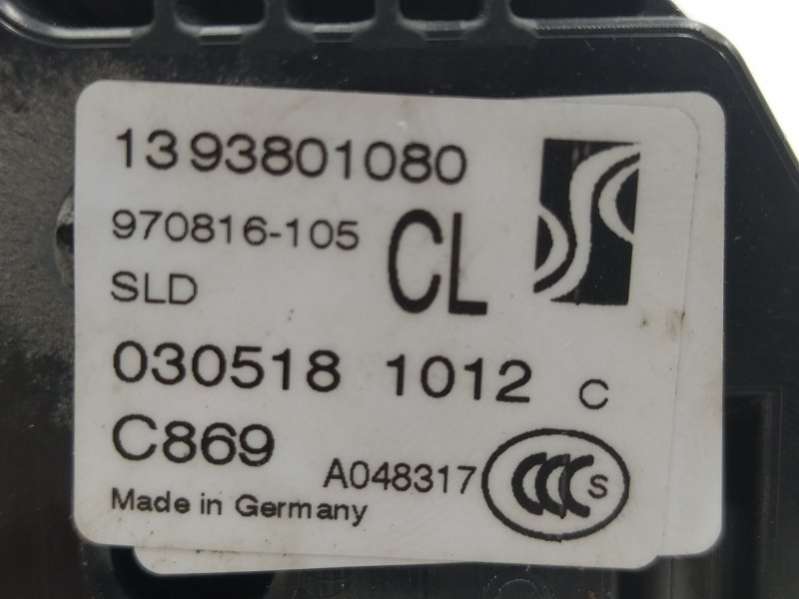 1393801080
970816-105
CL
SLD
030518 1012 C
C869
A048317
CCC S
Made in Germany